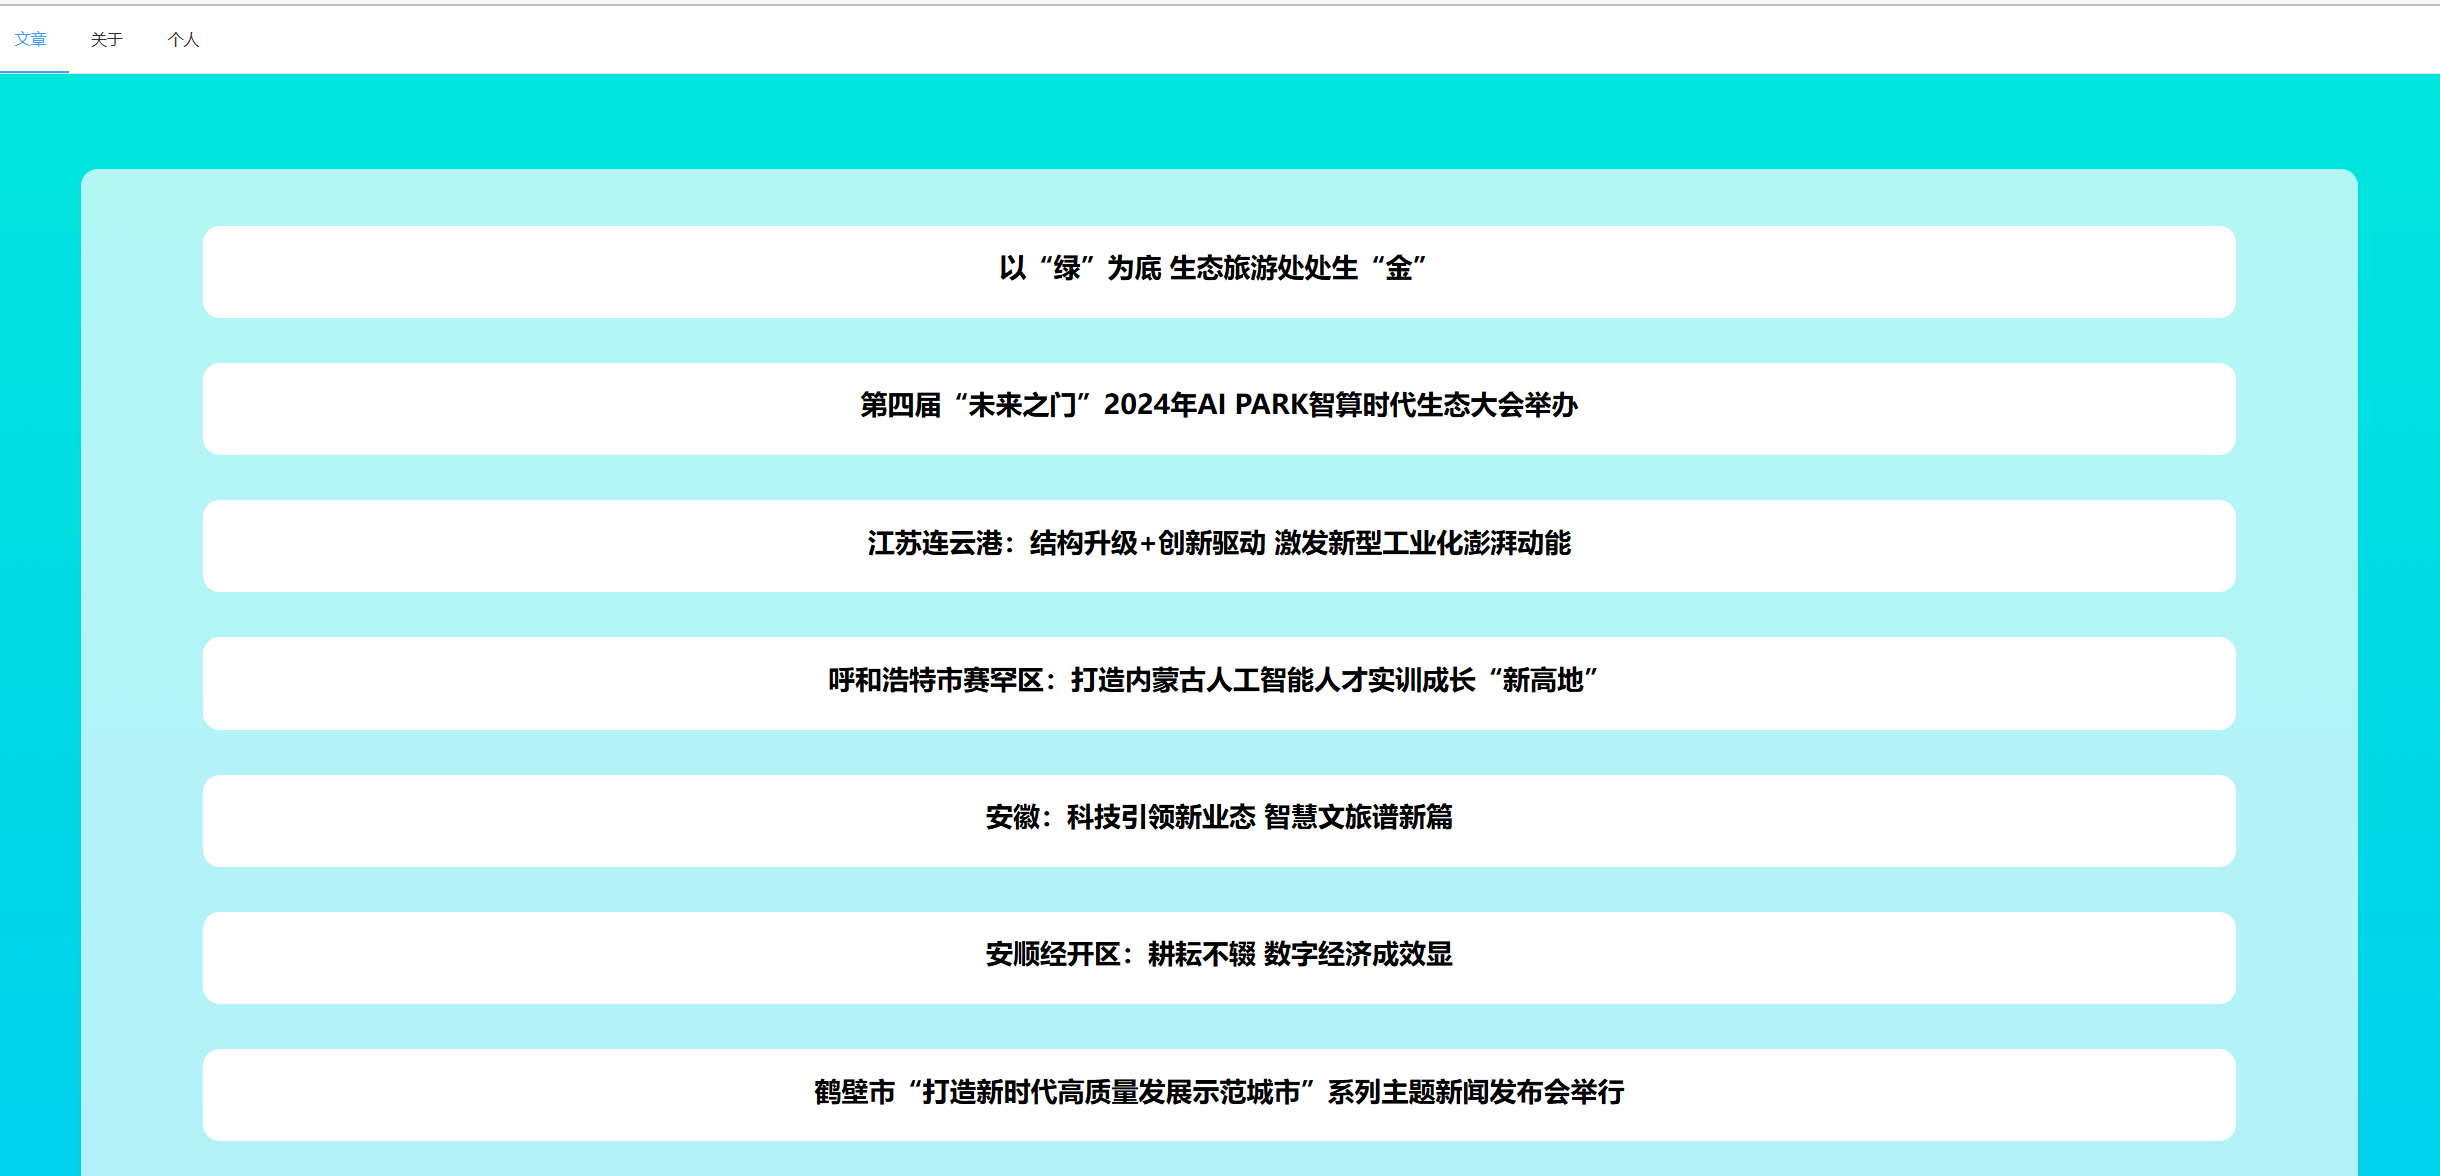 文章 关于 个人
以“绿”为底 生态旅游处处生“金”
第四届“未来之门”2024年AI PARK智算时代生态大会举办
江苏连云港：结构升级+创新驱动 激发新型工业化澎湃动能
呼和浩特市赛罕区：打造内蒙古人工智能人才实训成长“新高地”
安徽：科技引领新业态 智慧文旅谱新篇
安顺经开区：耕耘不辍 数字经济成效显
鹤壁市“打造新时代高质量发展示范城市”系列主题新闻发布会举行